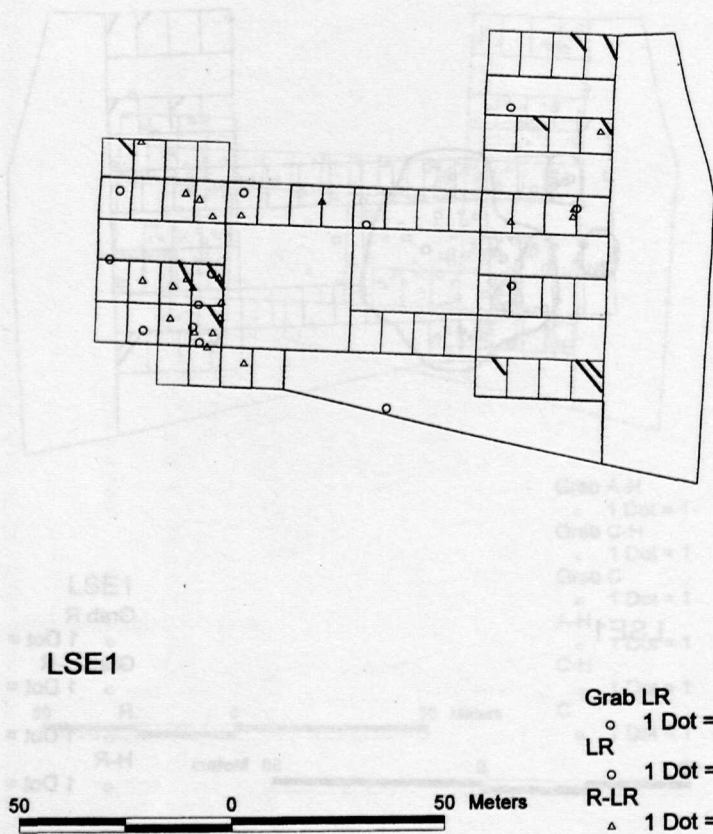 LSE1
Grab LR
1 Dot =
LR
1 Dot =
R-LR
1 Dot =
50 0 50 Meters